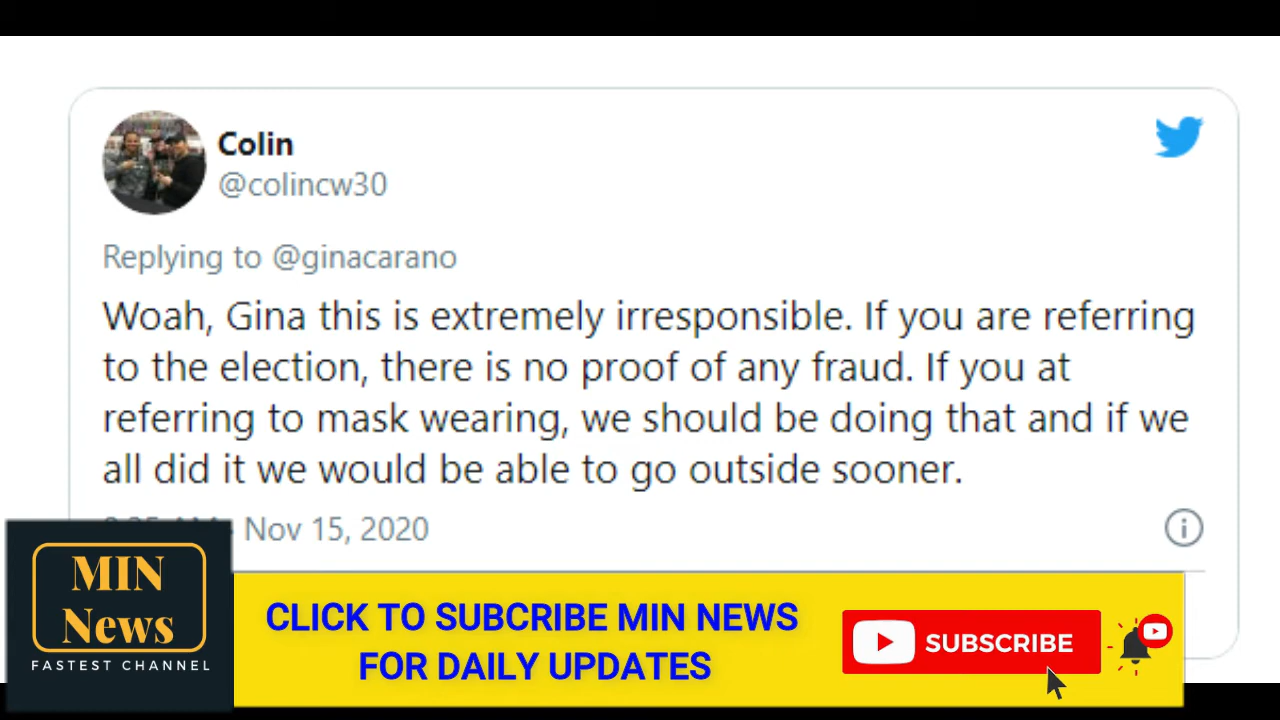 Colin
@colincw30
Replying to @ginacarano
Woah, Gina this is extremely irresponsible. If you are referring
to the election, there is no proof of any fraud. If you at
referring to mask wearing, we should be doing that and if we
all did it we would be able to go outside sooner.
Nov 15, 2020
MIN
News
FASTEST CHANNEL
CLICK TO SUBCRIBE MIN NEWS
FOR DAILY UPDATES
SUBSCRIBE